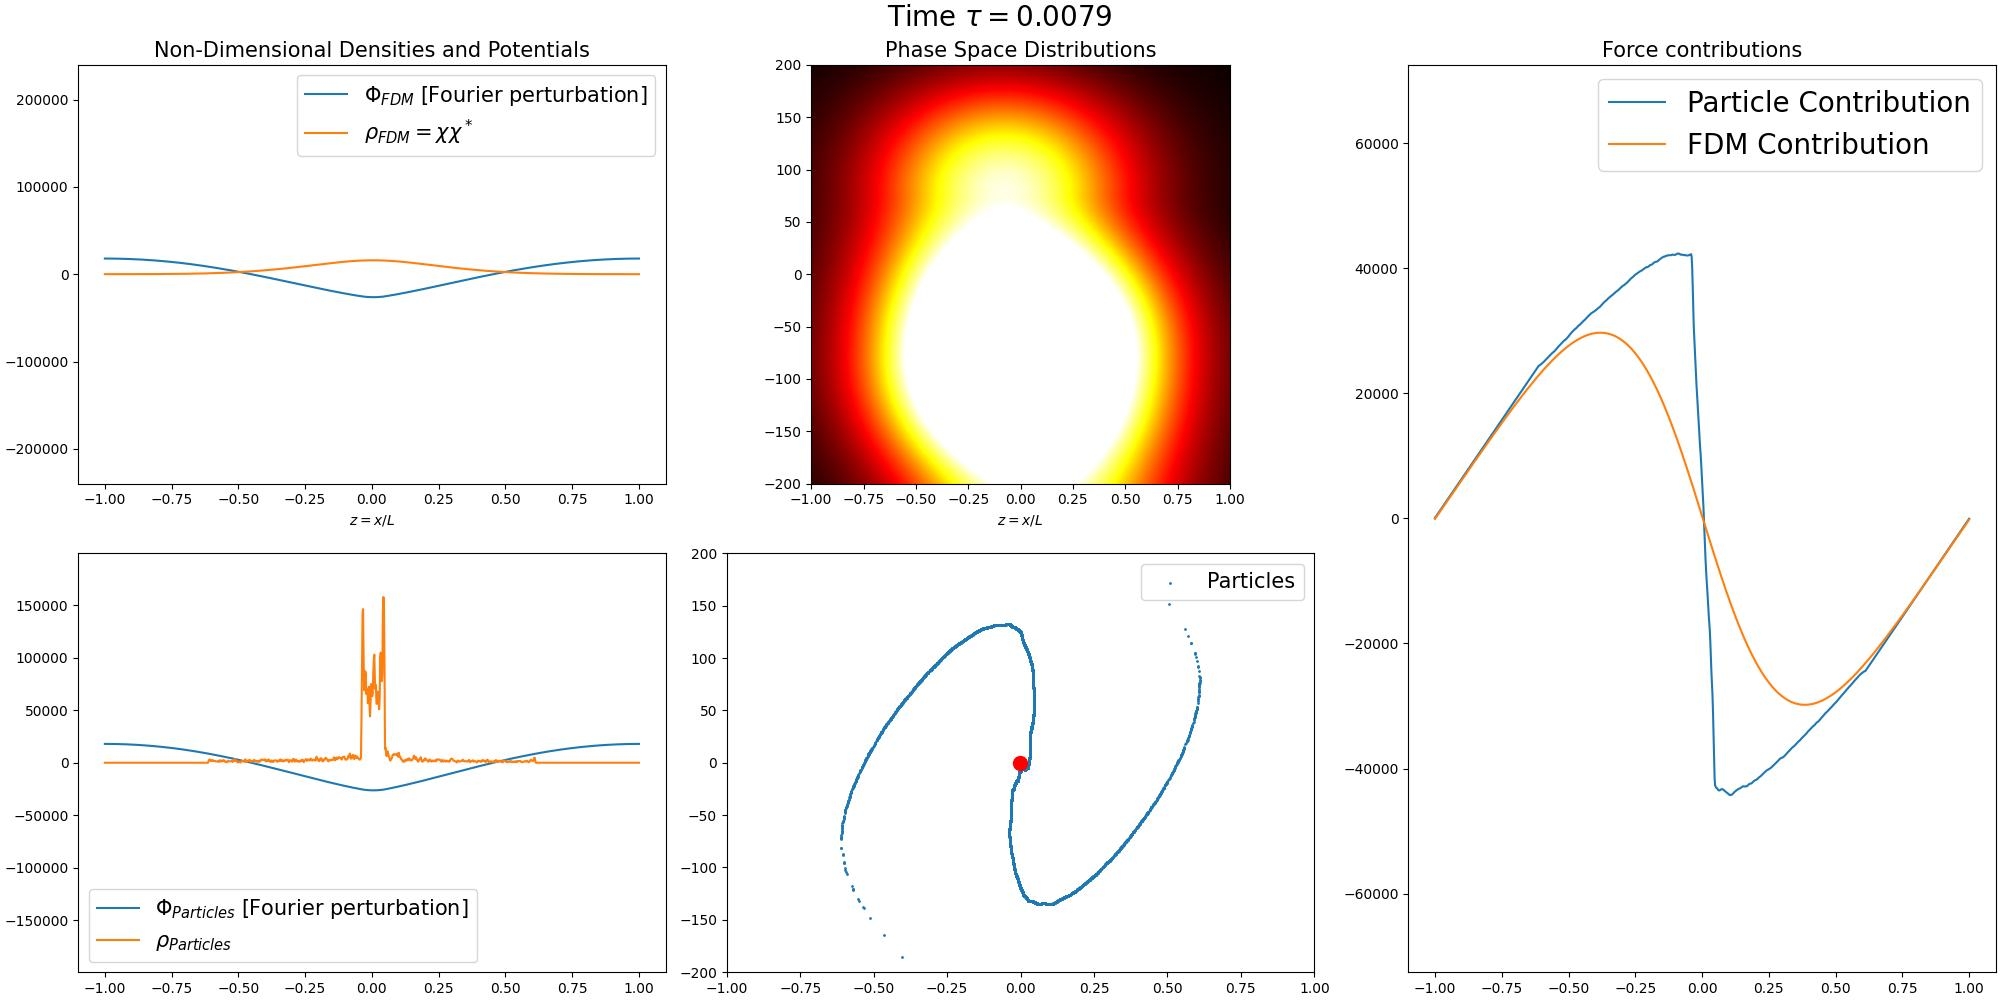 Time τ = 0.0079
Non-Dimensional Densities and Potentials
Φ_FDM [Fourier perturbation]
ρ_FDM = χχ*
200000
100000
0
−100000
−200000
−1.00 −0.75 −0.50 −0.25 0.00 0.25 0.50 0.75 1.00
z = x/L
Phase Space Distributions
200
150
100
50
0
−50
−100
−150
−200
−1.00 −0.75 −0.50 −0.25 0.00 0.25 0.50 0.75 1.00
z = x/L
Force contributions
Particle Contribution
FDM Contribution
60000
40000
20000
0
−20000
−40000
−60000
−1.00 −0.75 −0.50 −0.25 0.00 0.25 0.50 0.75 1.00
150000
100000
50000
0
−50000
−100000
−150000
Φ_Particles [Fourier perturbation]
ρ_Particles
−1.00 −0.75 −0.50 −0.25 0.00 0.25 0.50 0.75 1.00
Particles
200
150
100
50
0
−50
−100
−150
−200
−1.00 −0.75 −0.50 −0.25 0.00 0.25 0.50 0.75 1.00